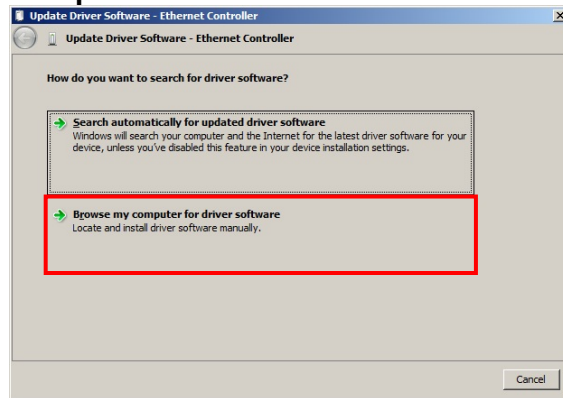 Update Driver Software - Ethernet Controller
Update Driver Software - Ethernet Controller
How do you want to search for driver software?
Search automatically for updated driver software
Windows will search your computer and the Internet for the latest driver software for your
device, unless you've disabled this feature in your device installation settings.
Browse my computer for driver software
Locate and install driver software manually.
Cancel